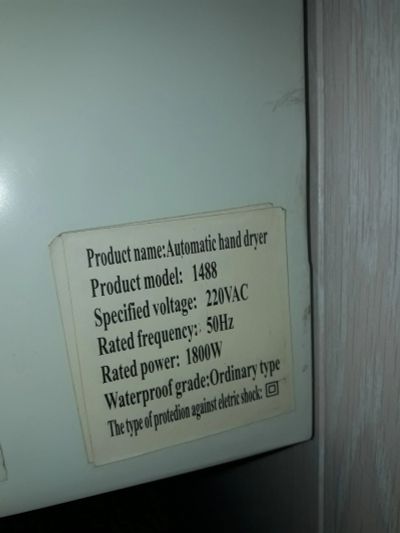 Product name:Automatic hand dryer
Product model: 1488
Specified voltage: 220VAC
Rated frequency: 50Hz
Rated power: 1800W
Waterproof grade:Ordinary type
The type of protedion against eletric shock: